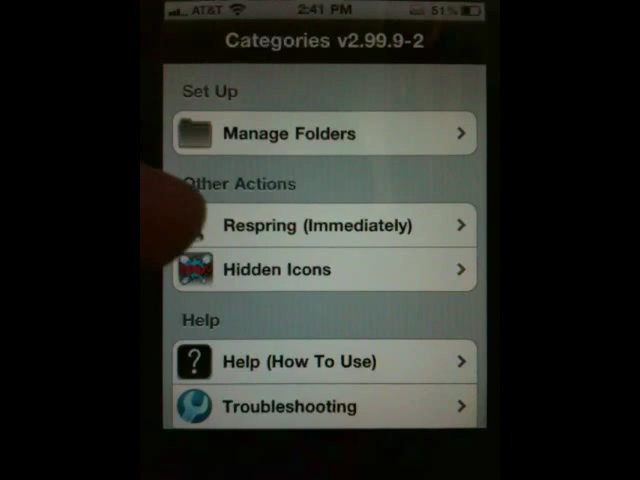 AT&T 2:41 PM 51%
Categories v2.99.9-2
Set Up
Manage Folders
Other Actions
Respring (Immediately)
Hidden Icons
Help
? Help (How To Use)
Troubleshooting